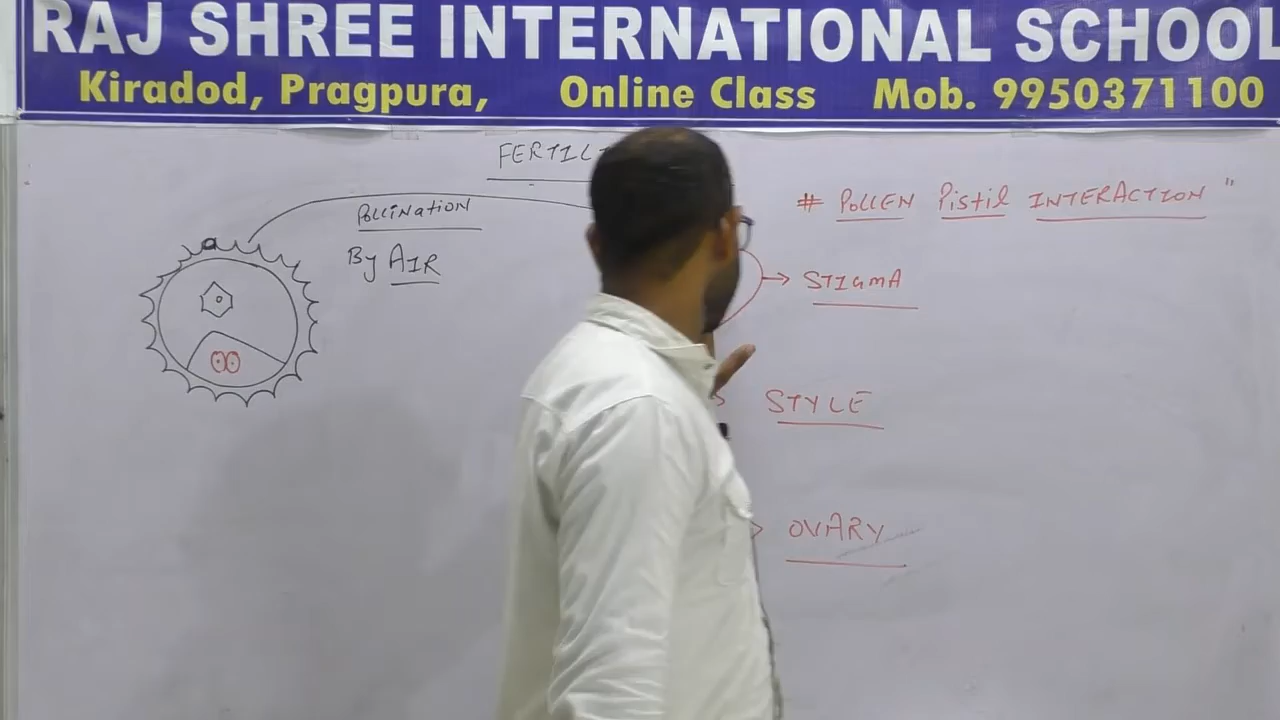 RAJ SHREE INTERNATIONAL SCHOOL
Kiradod, Pragpura, Online Class Mob. 9950371100
# POLLEN Pistil INTERACTION "
POLLINATION
By AIR
STIGMA
STYLE
OVARY